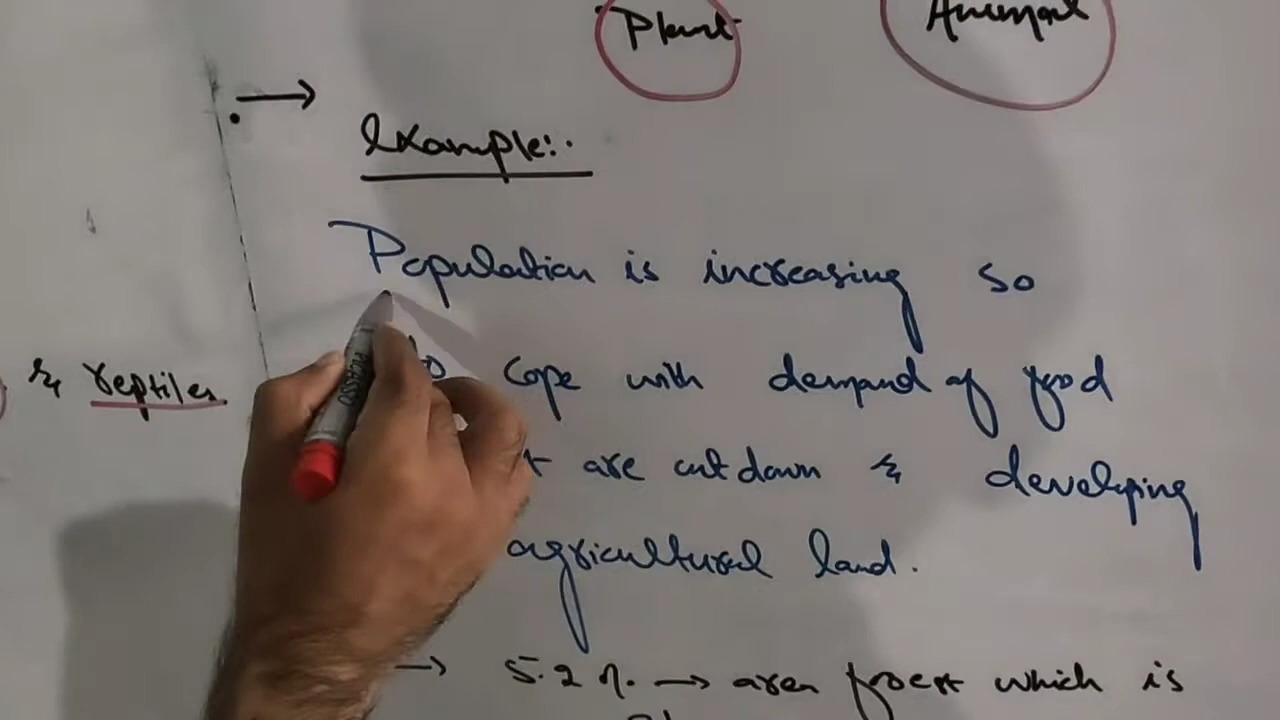 Plant Animal
→ Example:-
Population is increasing so
to cope with demand of food
are cut down &
developing
agricultural land.
& reptiles
→ 5.2 %. → area forest which is